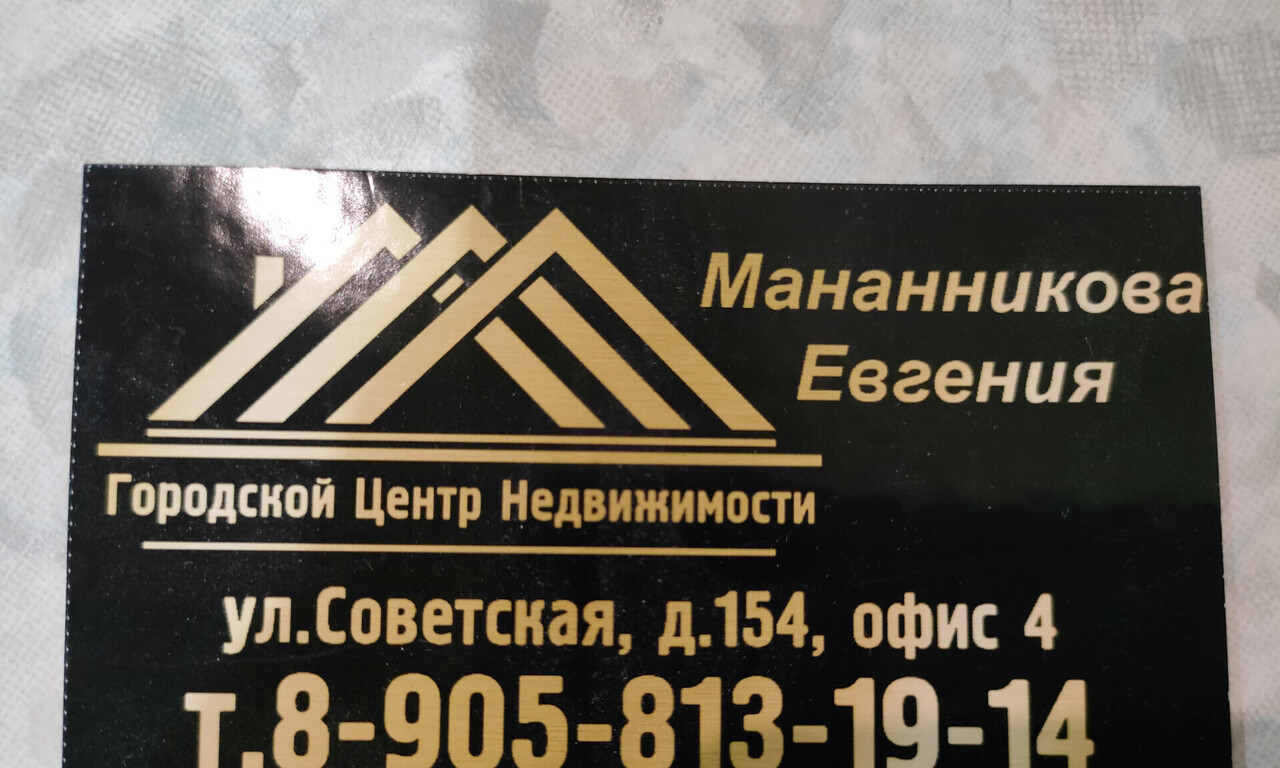 Мананникова
Евгения
Городской Центр Недвижимости
ул.Советская, д.154, офис 4
т.8-905-813-19-14